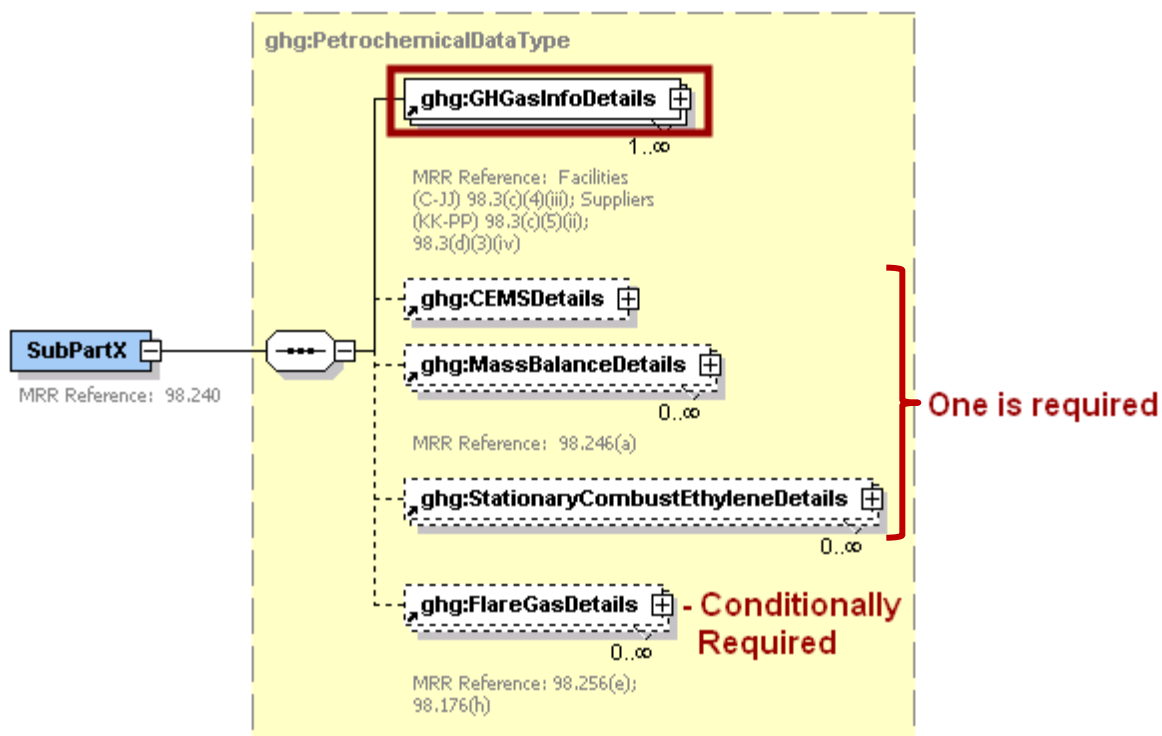 ghg:PetrochemicalDataType
ghg:GHGasInfoDetails
1..∞
MRR Reference: Facilities
(C-JJ) 98.3(c)(4)(iii); Suppliers
(KK-PP) 98.3(c)(5)(ii);
98.3(d)(3)(iv)
ghg:CEMSDetails
SubPartX
MRR Reference: 98.240
ghg:MassBalanceDetails
0..∞
MRR Reference: 98.246(a)
One is required
ghg:StationaryCombustEthyleneDetails
0..∞
ghg:FlareGasDetails
0..∞
- Conditionally
Required
MRR Reference: 98.256(e);
98.176(h)